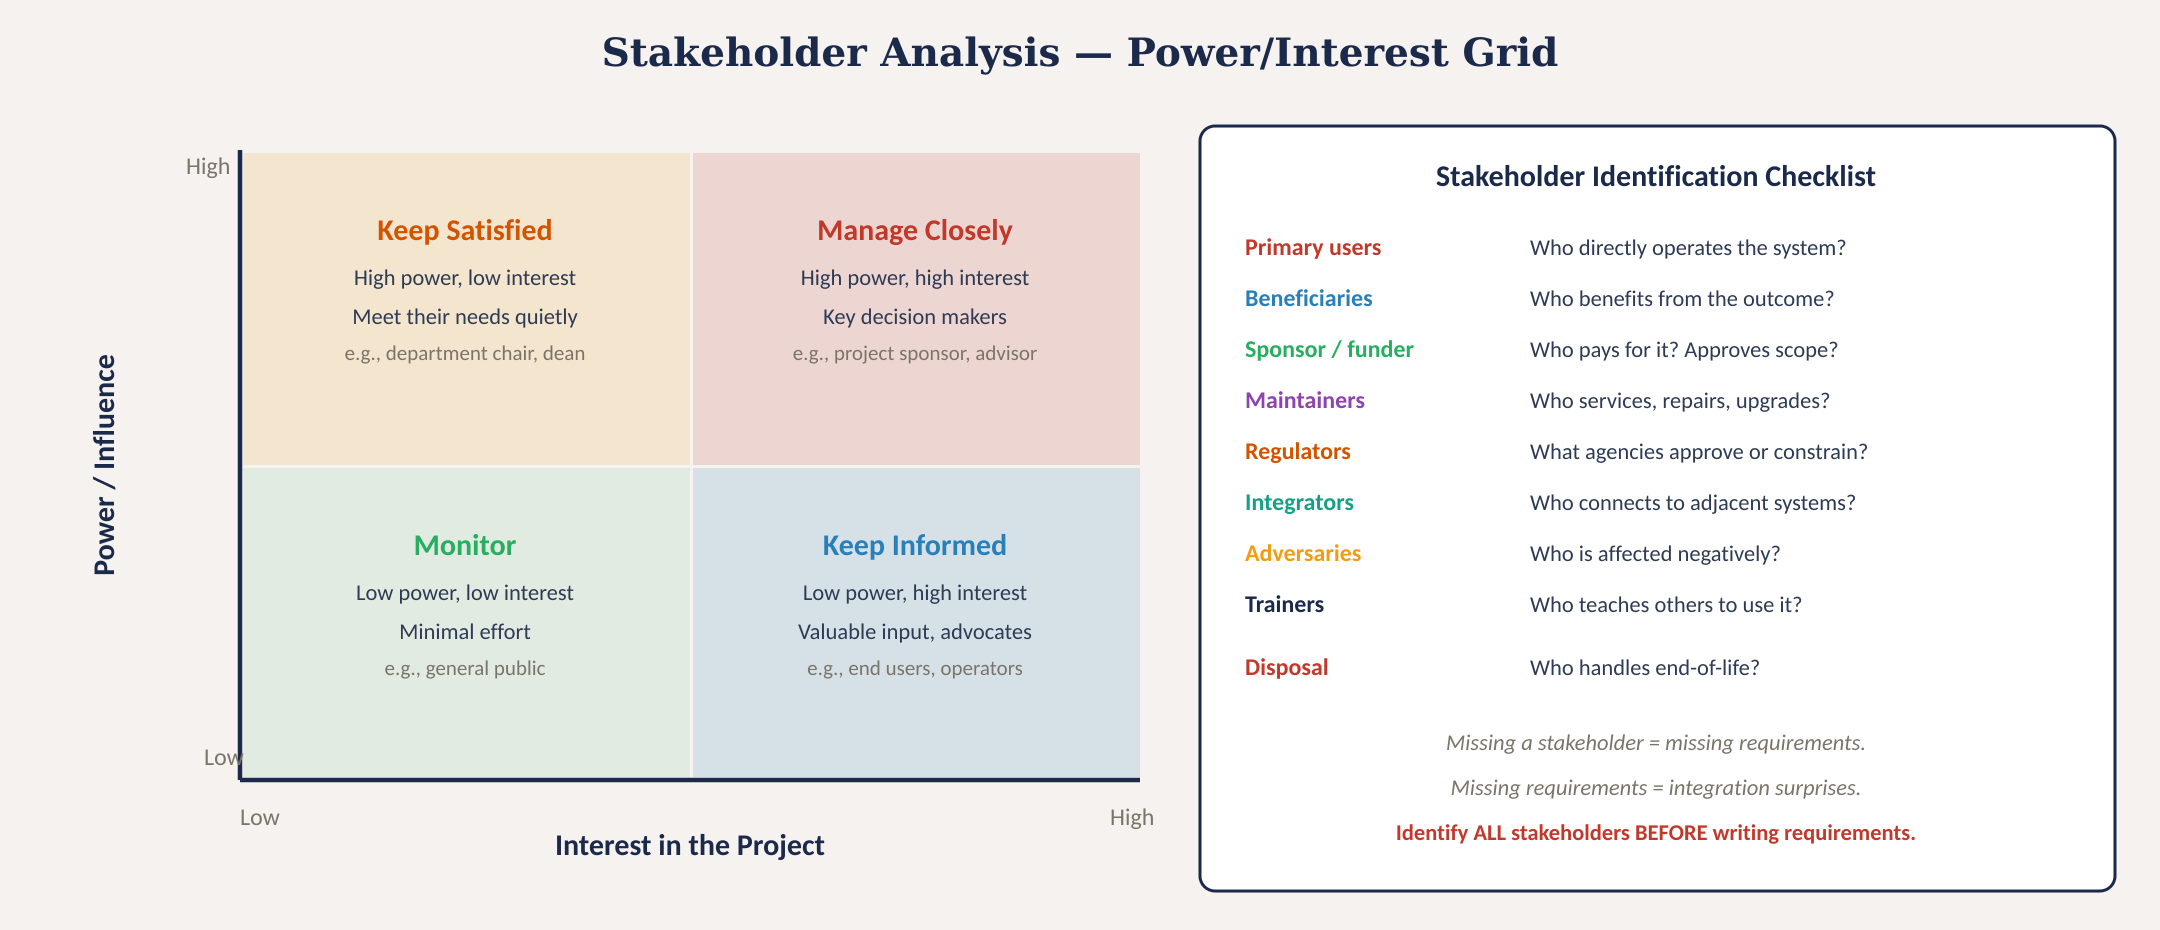 Stakeholder Analysis — Power/Interest Grid
Power / Influence
High
Low
Keep Satisfied
High power, low interest
Meet their needs quietly
e.g., department chair, dean
Manage Closely
High power, high interest
Key decision makers
e.g., project sponsor, advisor
Monitor
Low power, low interest
Minimal effort
e.g., general public
Keep Informed
Low power, high interest
Valuable input, advocates
e.g., end users, operators
Low
High
Interest in the Project
Stakeholder Identification Checklist
Primary users Who directly operates the system?
Beneficiaries Who benefits from the outcome?
Sponsor / funder Who pays for it? Approves scope?
Maintainers Who services, repairs, upgrades?
Regulators What agencies approve or constrain?
Integrators Who connects to adjacent systems?
Adversaries Who is affected negatively?
Trainers Who teaches others to use it?
Disposal Who handles end-of-life?
Missing a stakeholder = missing requirements.
Missing requirements = integration surprises.
Identify ALL stakeholders BEFORE writing requirements.